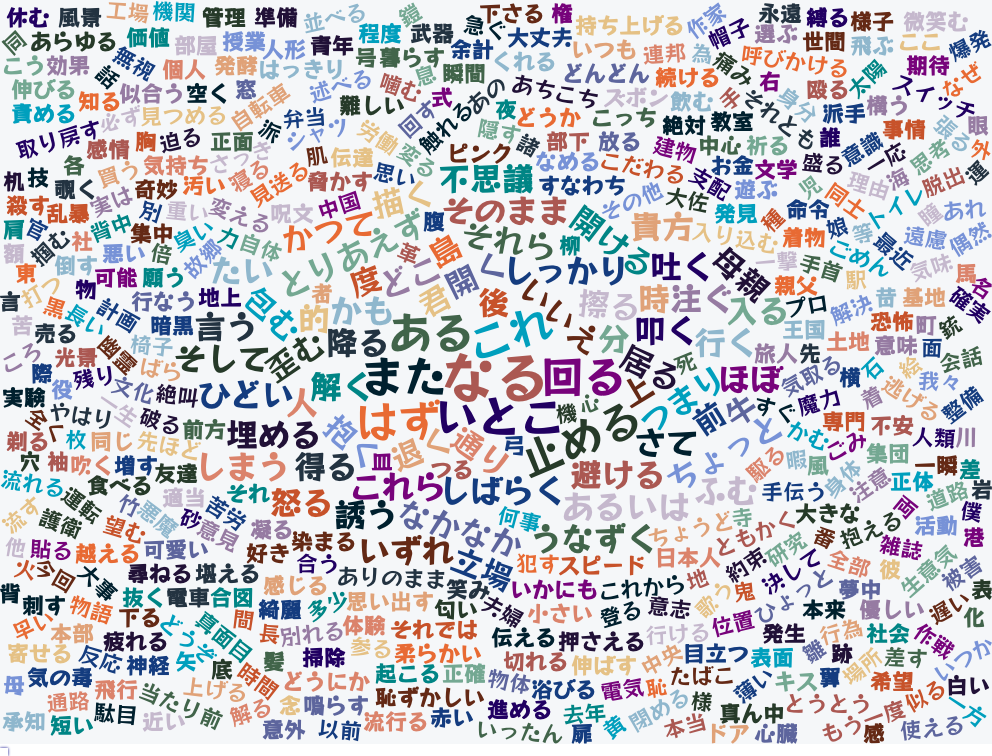 休む 風景 工場 機関 管理 準備 並べる 鎧 下さる 権 持ち上げる 作家 永遠 縛る 様子 微笑む
回 あらゆる 価値 部屋 授業 人形 青年 程度 武器 急ぐ 余計 大丈夫 いつも 連邦 為 帽子 選ぶ 世間 飛ぶ ここ 爆発
こう 効果 話 無視 個人 発酵 はっきり 号 暮らす 息 瞬間 くれる どんどん 続ける 痛み 呼びかける 右 殴る 太陽 期待 なぜ
伸びる 知る 似合う 空く 窓 述べる 噛む 式 あの あちこち ズボン 飲む 手 それとも 身分 派手 構う スイッチ
責める 必ず 見つめる 自転車 弁当 難しい 回す 触れる 夜 どうか こっち 絶対 教室 誰 事情 張る 眼
取り戻す 感情 胸 迫る 正面 派 シャツ 労働 変る ピンク 隠す 諸 部下 放る 建物 中心 祈る 意識 一応 思考 外
各 買う 気持ち さっき 肌 伝達 思い 不思議 なめる こだわる お金 文学 盛る 理由 海 脱出 運
机 技 覗く 奇妙 汚い 寝る 見送る 脅かす 描く すなわち その他 支配 遊ぶ 児 同士 トイレ
殺す 乱暴 実は 別 重い 変える 呪文 中国 腹 そのまま 開ける 大佐 発見 種 命令 瞳 あれ
肩 官 背中 集中 臭い 力 自体 かつて とりあえず 革 島 それら 柳 貴方 入り込む 着物 娘 等 遠慮 偶然
額 掴む 社 悪い 倍 故郷 たい どこ 開く しっかり 吐く 母親 一撃 手首 ごめん 最近 気味
東 倒す 可能 願う 者 度 親父 駅 馬 名
言 打つ 物 行なう 地上 包む 的 かも 君 後 いいえ 擦る 時 注ぐ 入る プロ 解決 昔 基地 確実
苦 黒 長い 計画 暗黒 言う 降る ある これ 分 叩く 行く 王国 恐怖 町 銃
ころ 売る 光景 幽霊 椅子 そして 歪む 居る 死 旅人 先 土地 意味 面 会話
際 役 残り ばら 文化 絶叫 ひどい 人 解く また なる 回る 上 つまり ほぼ 気取る 横 石 絵 我々
実験 全く やはり 一生 破る 前方 はず いとこ 機 心 前 牛 すぐ 魔力 着 逃げる 整備
剃る 枚 同じ 先ほど 埋める 抱く 退く 通り 弓 止める さて かむ 専門 ごみ 不安 人類 川
穴 袖 吹く 増す 友達 しまう 得る 皿 つる 避ける ちょっと 駆る 暇 風 集団 一瞬 差
流れる 運転 食べる 適当 それ 怒る これら しばらく あるいは ふむ 手伝う 身体 注意 正体 道路 岩
流す 護衛 竹 悪魔 砂 苦労 誘う なかなか 何事 うなずく 寺 大きな 両 活動 僕
他 貼る 望む 意見 凝る 染まる いずれ ちょうど ともかく 番 抱える 雑誌 港
火 今回 越える 可愛い 好き 合う 立場 犯す スピード 日本人 約束 研究 全部 彼 生意気 被害
背 大事 尋ねる 堪える 感じる ありのまま 笑み いかにも これから 地 鬼 決して 夢中 表
刺す 物語 抜く 電車 合図 綺麗 多少 思い出す 匂い 夫婦 小さい 登る 意志 歌う ひょっと 本来 優しい 遅い 化
早い 本部 下る どうぞ 真面目 間 長 別れる 体験 それでは 伝える 押さえる 行ける 位置 発生 行為 社会 作戦
寄せる 疲れる 反応 神経 矢 底 髪 掃除 参る 柔らかい 切れる 伸ばす 中央 目立つ 表面 雛 跡 場所 差す いつか
母 気の毒 時間 どうにか 起こる 正確 物体 浴びる 電気 恥 たばこ 薄い キス 翼 希望 白い
通路 飛行 当たり前 上げる 念 鳴らす 恥ずかしい 進める 去年 閉める 様 真ん中 とうとう 似る 一方
承知 短い 駄目 近い 解る 意外 以前 流行る 赤い いったん 扉 黄 本当 ドア 心臓 もう 感 一度 使える